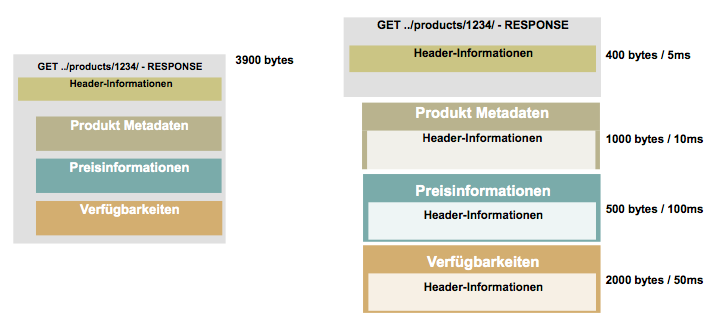 GET ../products/1234/ - RESPONSE
3900 bytes
Header-Informationen
Produkt Metadaten
Preisinformationen
Verfügbarkeiten
GET ../products/1234/ - RESPONSE
Header-Informationen
400 bytes / 5ms
Produkt Metadaten
Header-Informationen
1000 bytes / 10ms
Preisinformationen
Header-Informationen
500 bytes / 100ms
Verfügbarkeiten
Header-Informationen
2000 bytes / 50ms